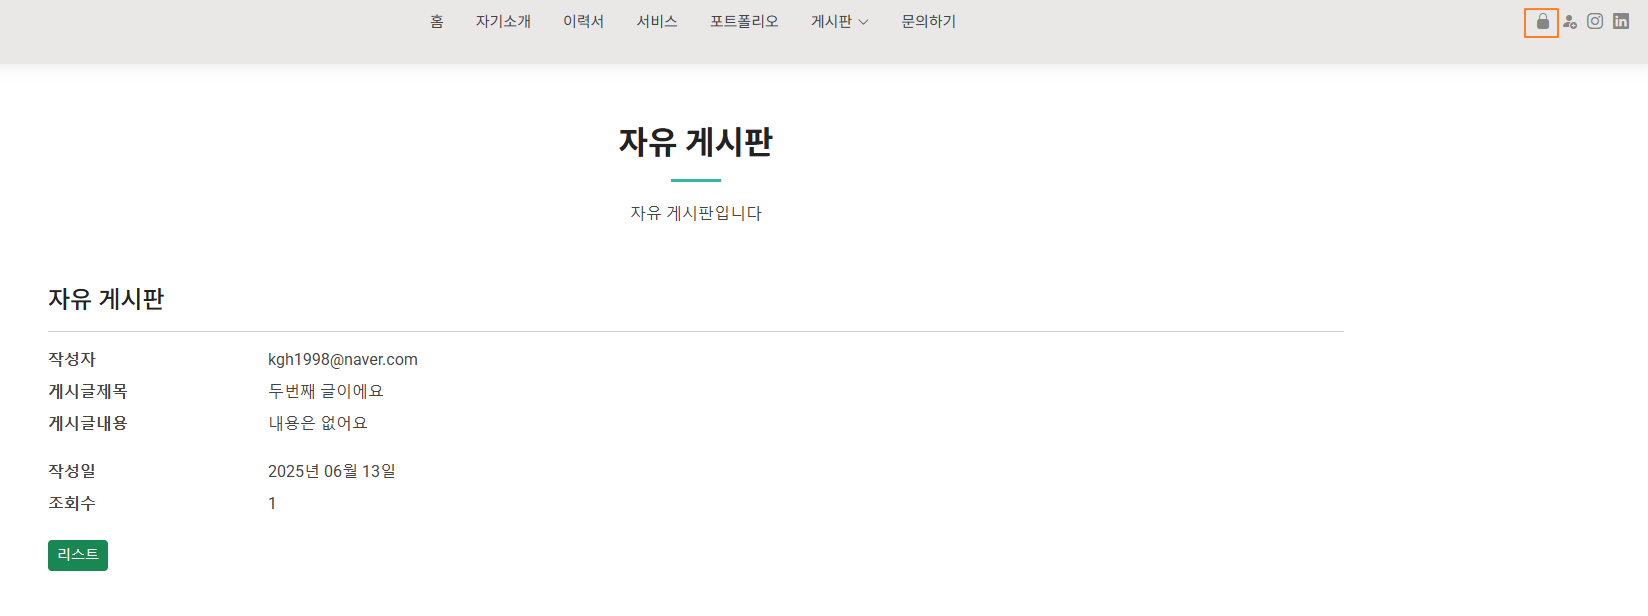 홈 자기소개 이력서 서비스 포트폴리오 게시판 문의하기
자유 게시판
자유 게시판입니다
자유 게시판
작성자 kgh1998@naver.com
게시글제목 두번째 글이에요
게시글내용 내용은 없어요
작성일 2025년 06월 13일
조회수 1
리스트